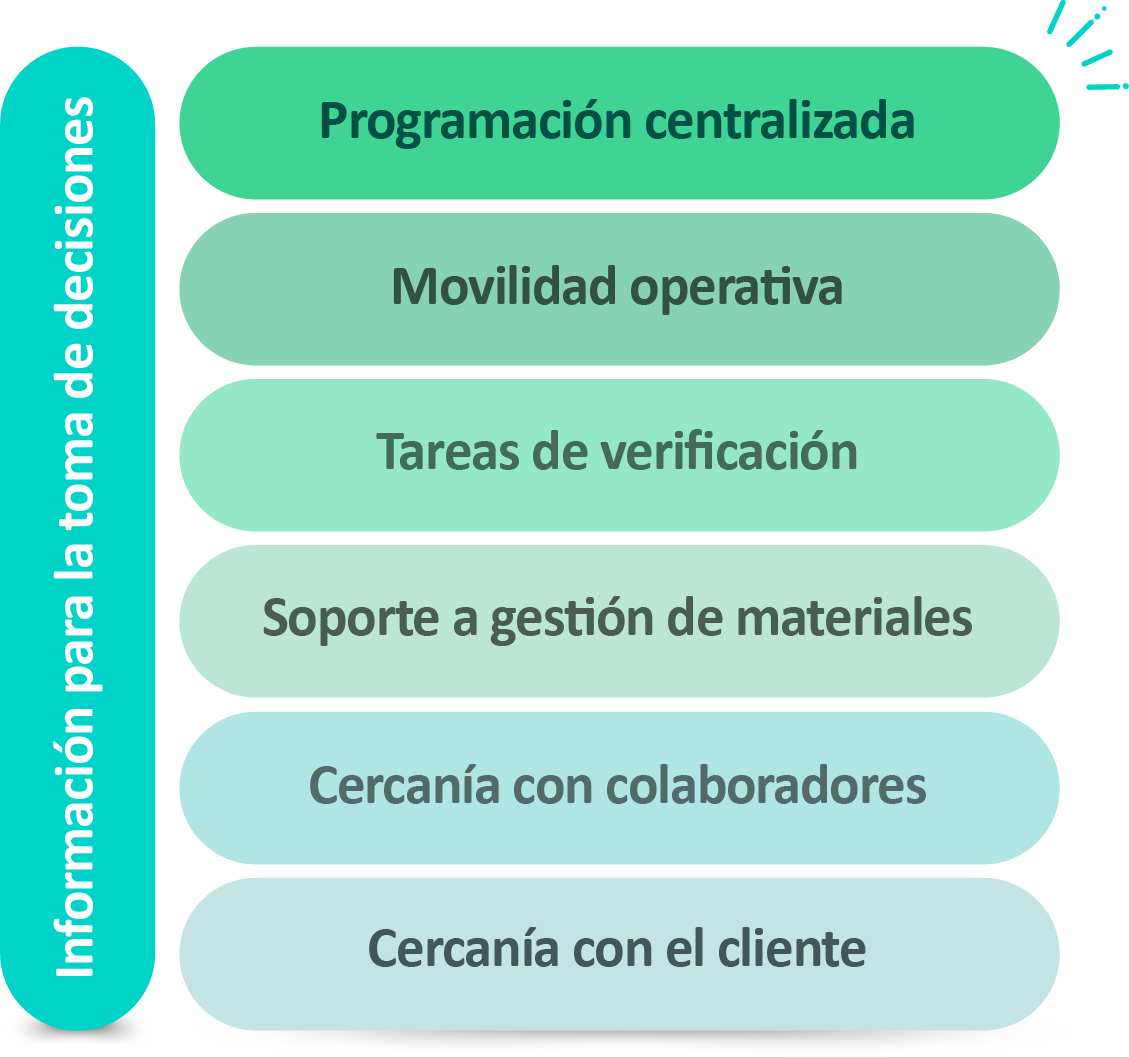 Información para la toma de decisiones
Programación centralizada
Movilidad operativa
Tareas de verificación
Soporte a gestión de materiales
Cercanía con colaboradores
Cercanía con el cliente